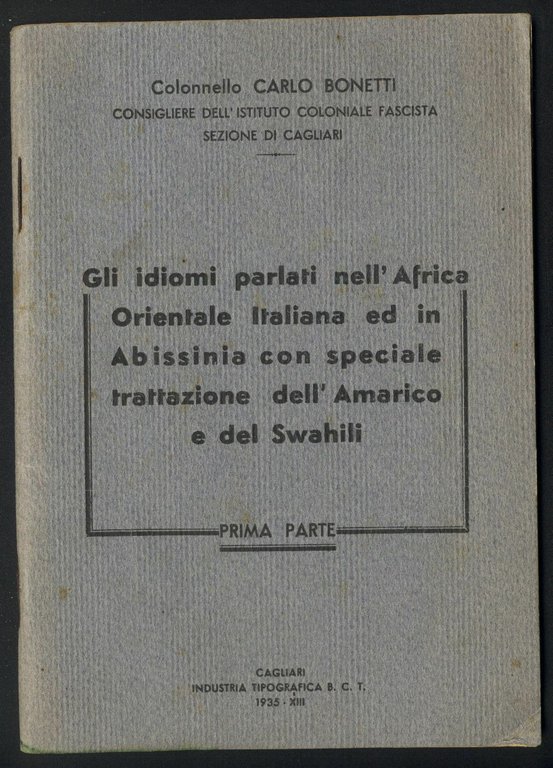 Colonnello CARLO BONETTI
CONSIGLIERE DELL' ISTITUTO COLONIALE FASCISTA
SEZIONE DI CAGLIARI
Gli idiomi parlati nell' Africa
Orientale Italiana ed in
Abissinia con speciale
trattazione dell' Amarico
e del Swahili
PRIMA PARTE
CAGLIARI
INDUSTRIA TIPOGRAFICA B. C. T.
1935 - XIII